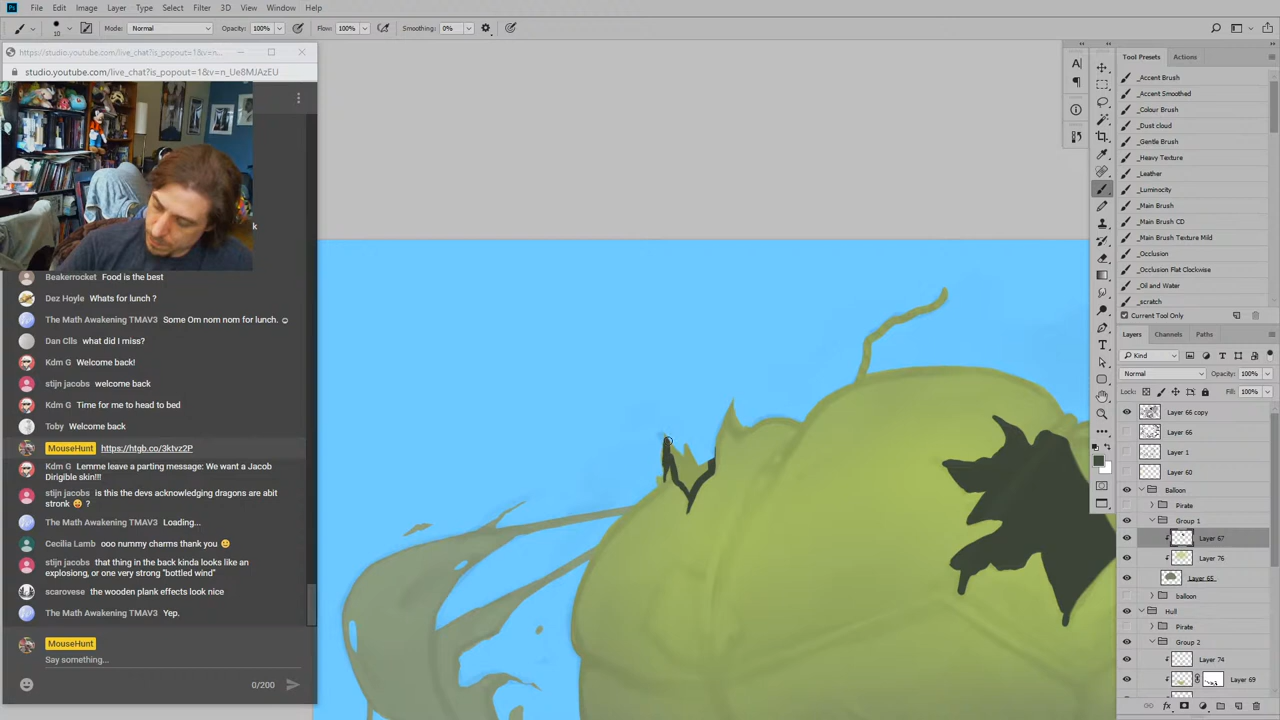 File Edit Image Layer Type Select Filter 3D View Window Help
10 Mode: Normal Opacity: 100% Flow: 100% Smoothing: 0%
https://studio.youtube.com/live_chat?is_popout=1&v=n_...
studio.youtube.com/live_chat?is_popout=1&v=n_Ue8MJAzEU
k
Beakerrocket Food is the best
Dez Hoyle Whats for lunch ?
The Math Awakening TMAV3 Some Om nom nom for lunch.
Dan Clls what did I miss?
Kdm G Welcome back!
stijn jacobs welcome back
Kdm G Time for me to head to bed
Toby Welcome back
MouseHunt https://htgb.co/3ktvz2P
Kdm G Lemme leave a parting message: We want a Jacob
Dirigible skin!!!
stijn jacobs is this the devs acknowledging dragons are abit
stronk ?
The Math Awakening TMAV3 Loading...
Cecilia Lamb ooo nummy charms thank you
stijn jacobs that thing in the back kinda looks like an
explosiong, or one very strong "bottled wind"
scarovese the wooden plank effects look nice
The Math Awakening TMAV3 Yep.
MouseHunt
Say something...
0/200
Tool Presets Actions
_Accent Brush
_Accent Smoothed
_Colour Brush
_Dust cloud
_Gentle Brush
_Heavy Texture
_Leather
_Luminocity
_Main Brush
_Main Brush CD
_Main Brush Texture Mild
_Occlusion
_Occlusion Flat Clockwise
_Oil and Water
_scratch
Current Tool Only
Layers Channels Paths
Kind
Normal Opacity: 100%
Lock: Fill: 100%
Layer 66 copy
Layer 66
Layer 1
Layer 60
Balloon
Pirate
Group 1
Layer 67
Layer 76
Layer 65
balloon
Hull
Pirate
Group 2
Layer 74
Layer 69